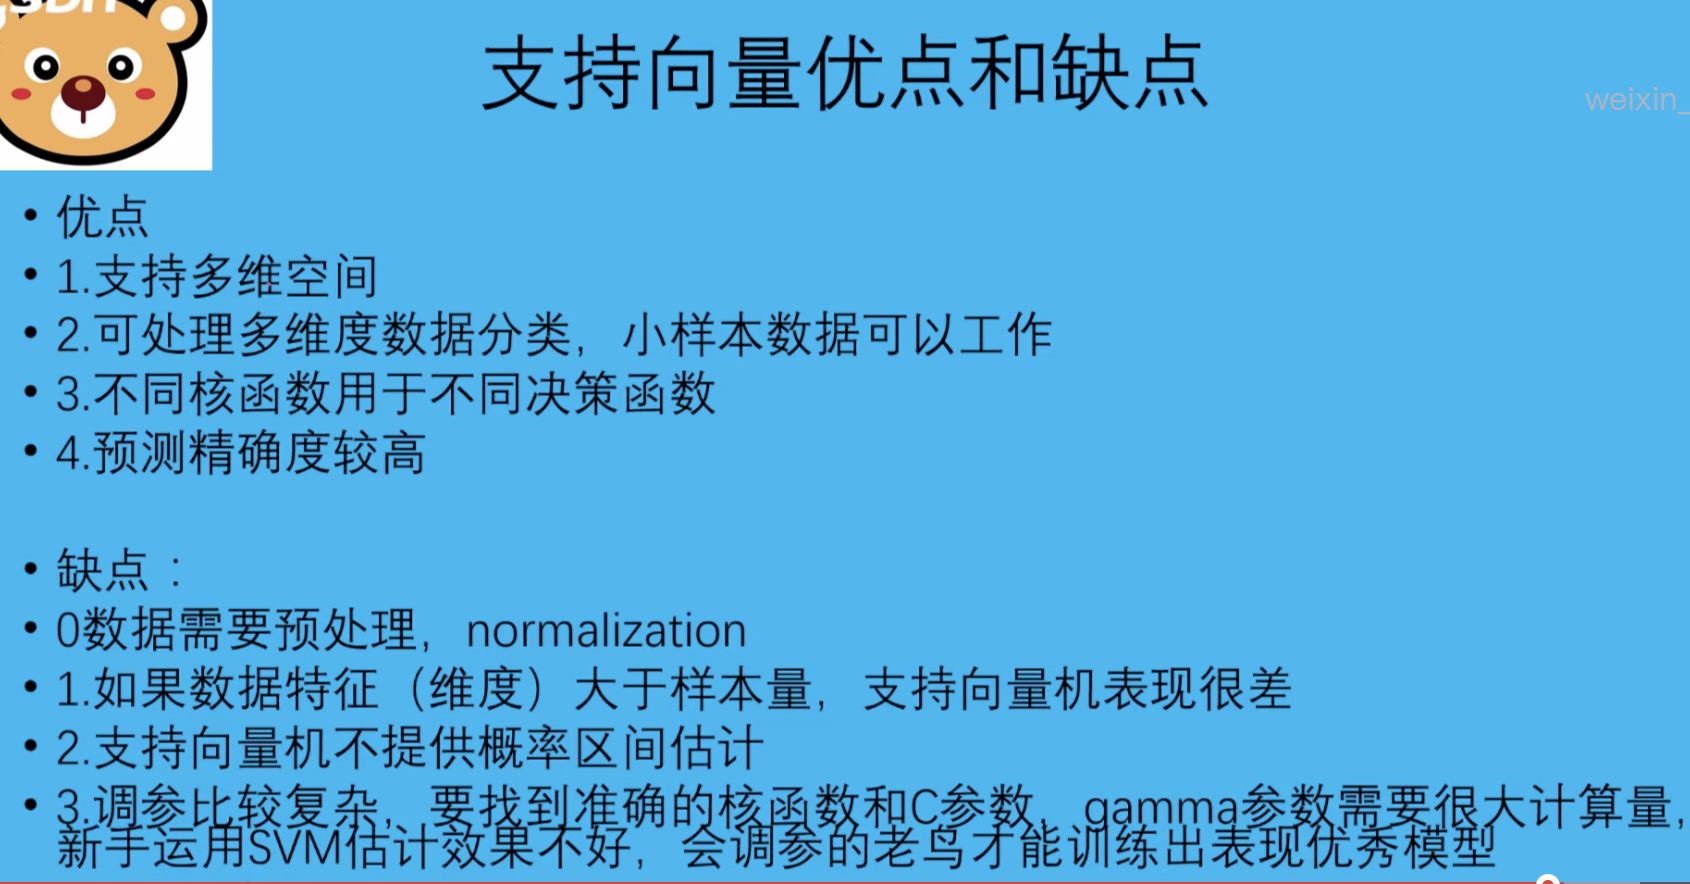 支持向量优点和缺点
weixin_
• 优点
• 1.支持多维空间
• 2.可处理多维度数据分类，小样本数据可以工作
• 3.不同核函数用于不同决策函数
• 4.预测精确度较高
• 缺点：
• 0数据需要预处理，normalization
• 1.如果数据特征（维度）大于样本量，支持向量机表现很差
• 2.支持向量机不提供概率区间估计
• 3.调参比较复杂，要找到准确的核函数和C参数，gamma参数需要很大计算量，
新手运用SVM估计效果不好，会调参的老鸟才能训练出表现优秀模型